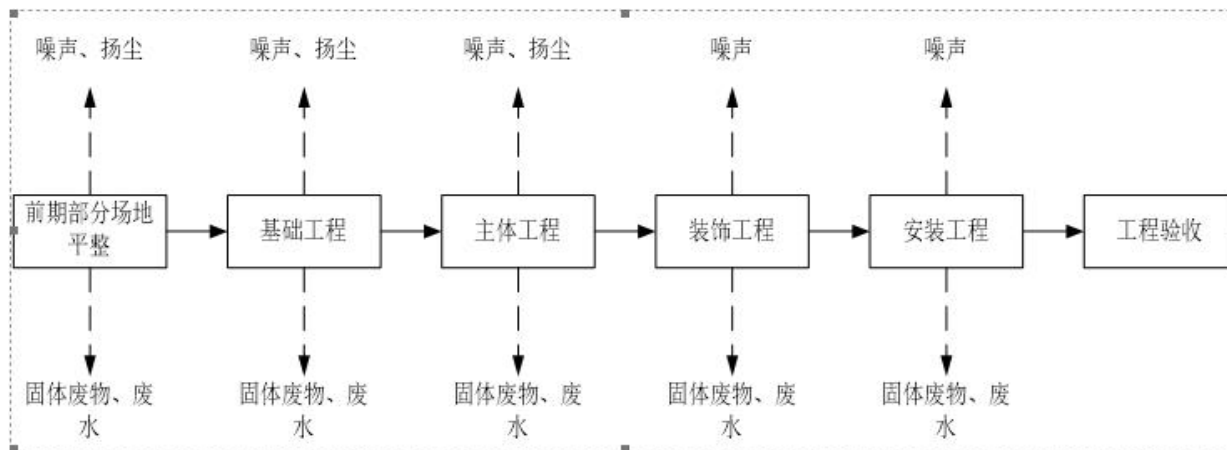 噪声、扬尘
噪声、扬尘
噪声、扬尘
噪声
噪声
前期部分场地
平整
基础工程
主体工程
装饰工程
安装工程
工程验收
固体废物、废
水
固体废物、废
水
固体废物、废
水
固体废物、废
水
固体废物、废
水